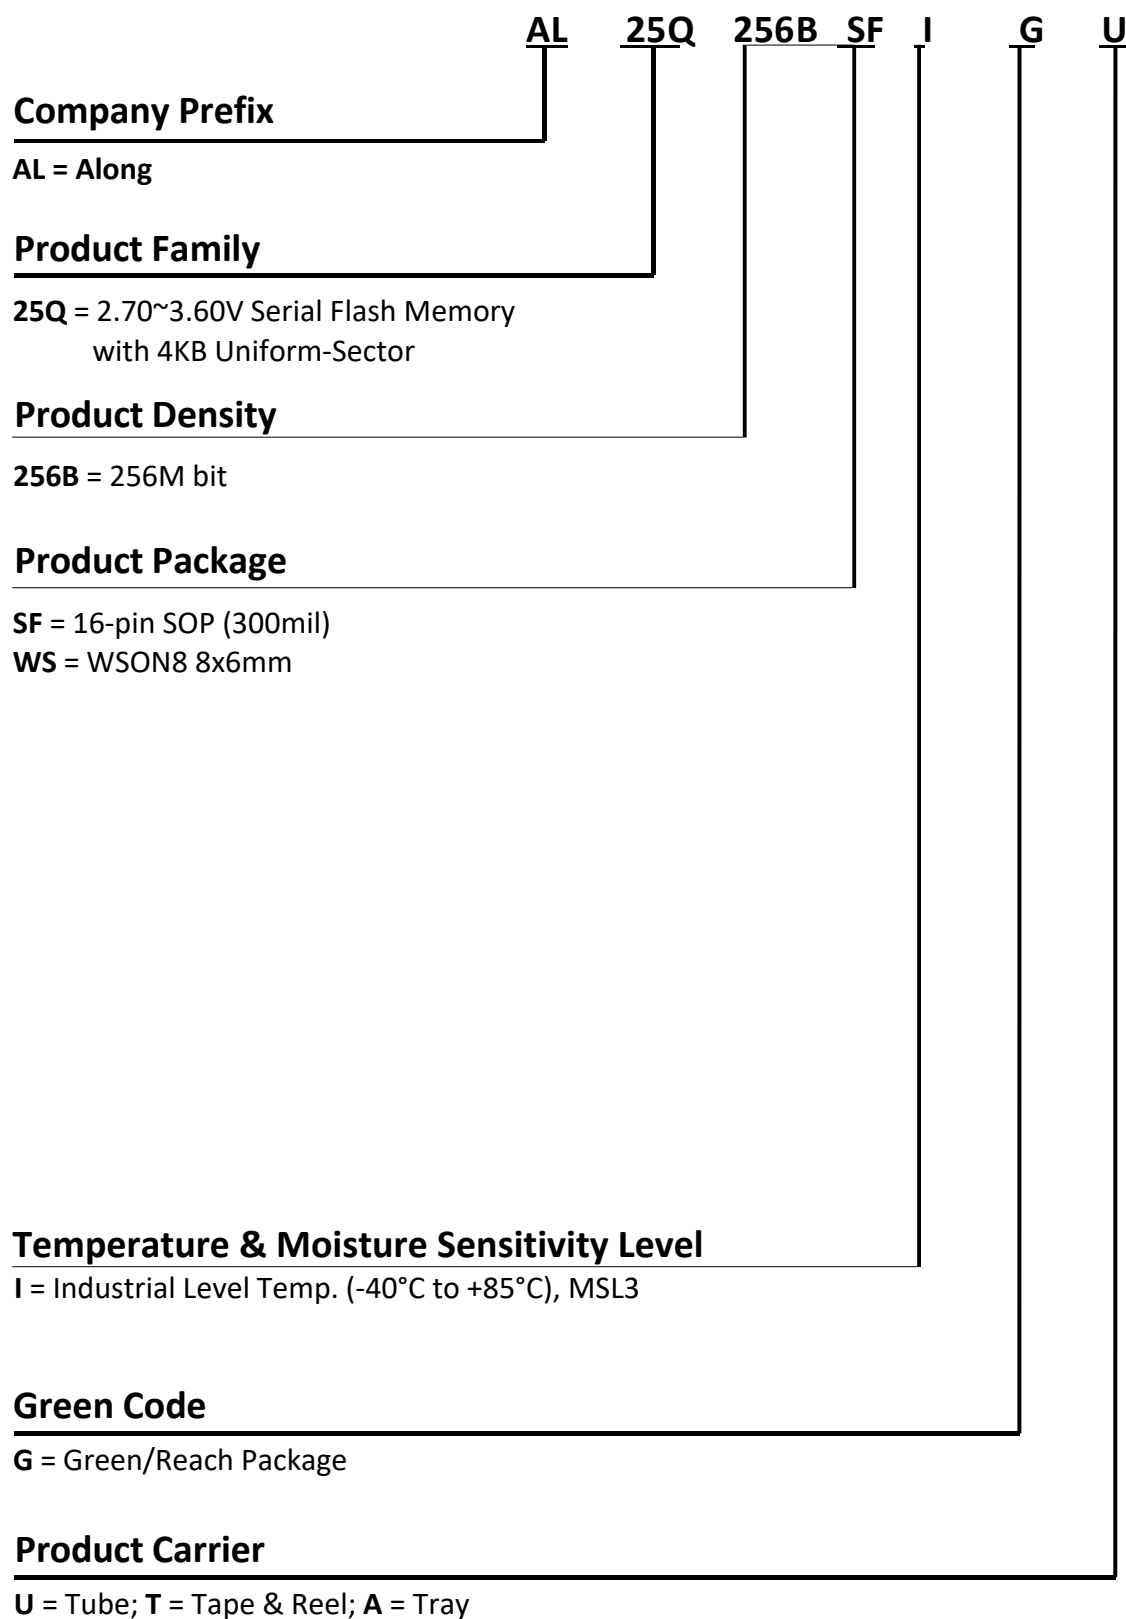 AL 25Q 256B SF I G U
Company Prefix
AL = Along
Product Family
25Q = 2.70~3.60V Serial Flash Memory
with 4KB Uniform-Sector
Product Density
256B = 256M bit
Product Package
SF = 16-pin SOP (300mil)
WS = WSON8 8x6mm
Temperature & Moisture Sensitivity Level
I = Industrial Level Temp. (-40°C to +85°C), MSL3
Green Code
G = Green/Reach Package
Product Carrier
U = Tube; T = Tape & Reel; A = Tray